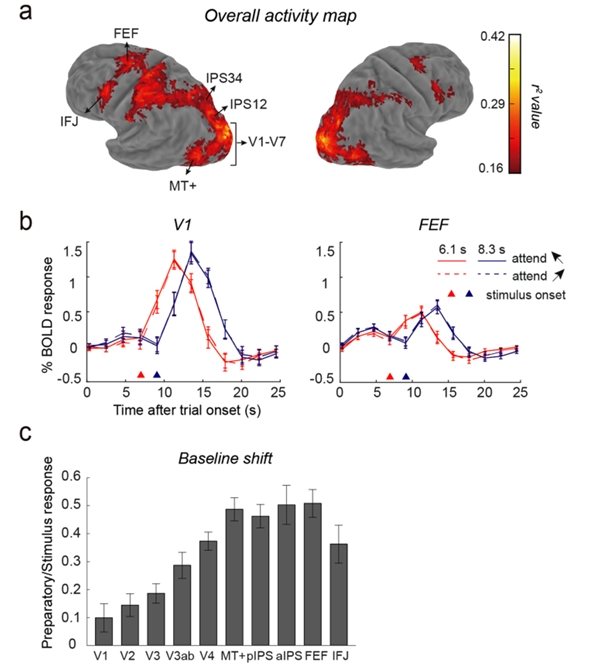 a
Overall activity map
FEF
IFJ
IPS34
IPS12
V1-V7
MT+
0.42
0.29
0.16
r² value
b
V1
FEF
% BOLD response
1.5
1
0.5
0
-0.5
0 5 10 15 20 25
Time after trial onset (s)
1.5
1
0.5
0
-0.5
0 5 10 15 20 25
6.1 s 8.3 s
attend
attend
stimulus onset
c
Baseline shift
Preparatory/Stimulus response
0.6
0.5
0.4
0.3
0.2
0.1
0
V1 V2 V3 V3ab V4 MT+pIPS aIPS FEF IFJ